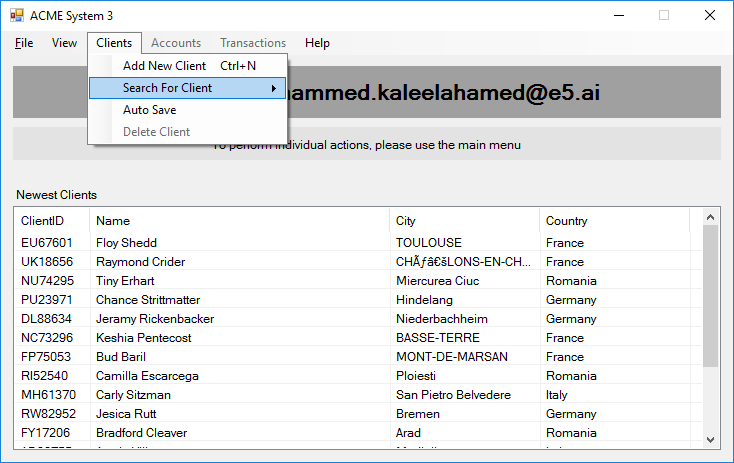 ACME System 3
File View Clients Accounts Transactions Help
Add New Client Ctrl+N
Search For Client
Auto Save
Delete Client
ammed.kaleelahamed@e5.ai
To perform individual actions, please use the main menu
Newest Clients
ClientID Name City Country
EU67601 Floy Shedd TOULOUSE France
UK18656 Raymond Crider CHÃƒâ€šLONS-EN-CH... France
NU74295 Tiny Erhart Miercurea Ciuc Romania
PU23971 Chance Strittmatter Hindelang Germany
DL88634 Jeramy Rickenbacker Niederbachheim Germany
NC73296 Keshia Pentecost BASSE-TERRE France
FP75053 Bud Baril MONT-DE-MARSAN France
RI52540 Camilla Escarcega Ploiesti Romania
MH61370 Carly Sitzman San Pietro Belvedere Italy
RW82952 Jesica Rutt Bremen Germany
FY17206 Bradford Cleaver Arad Romania